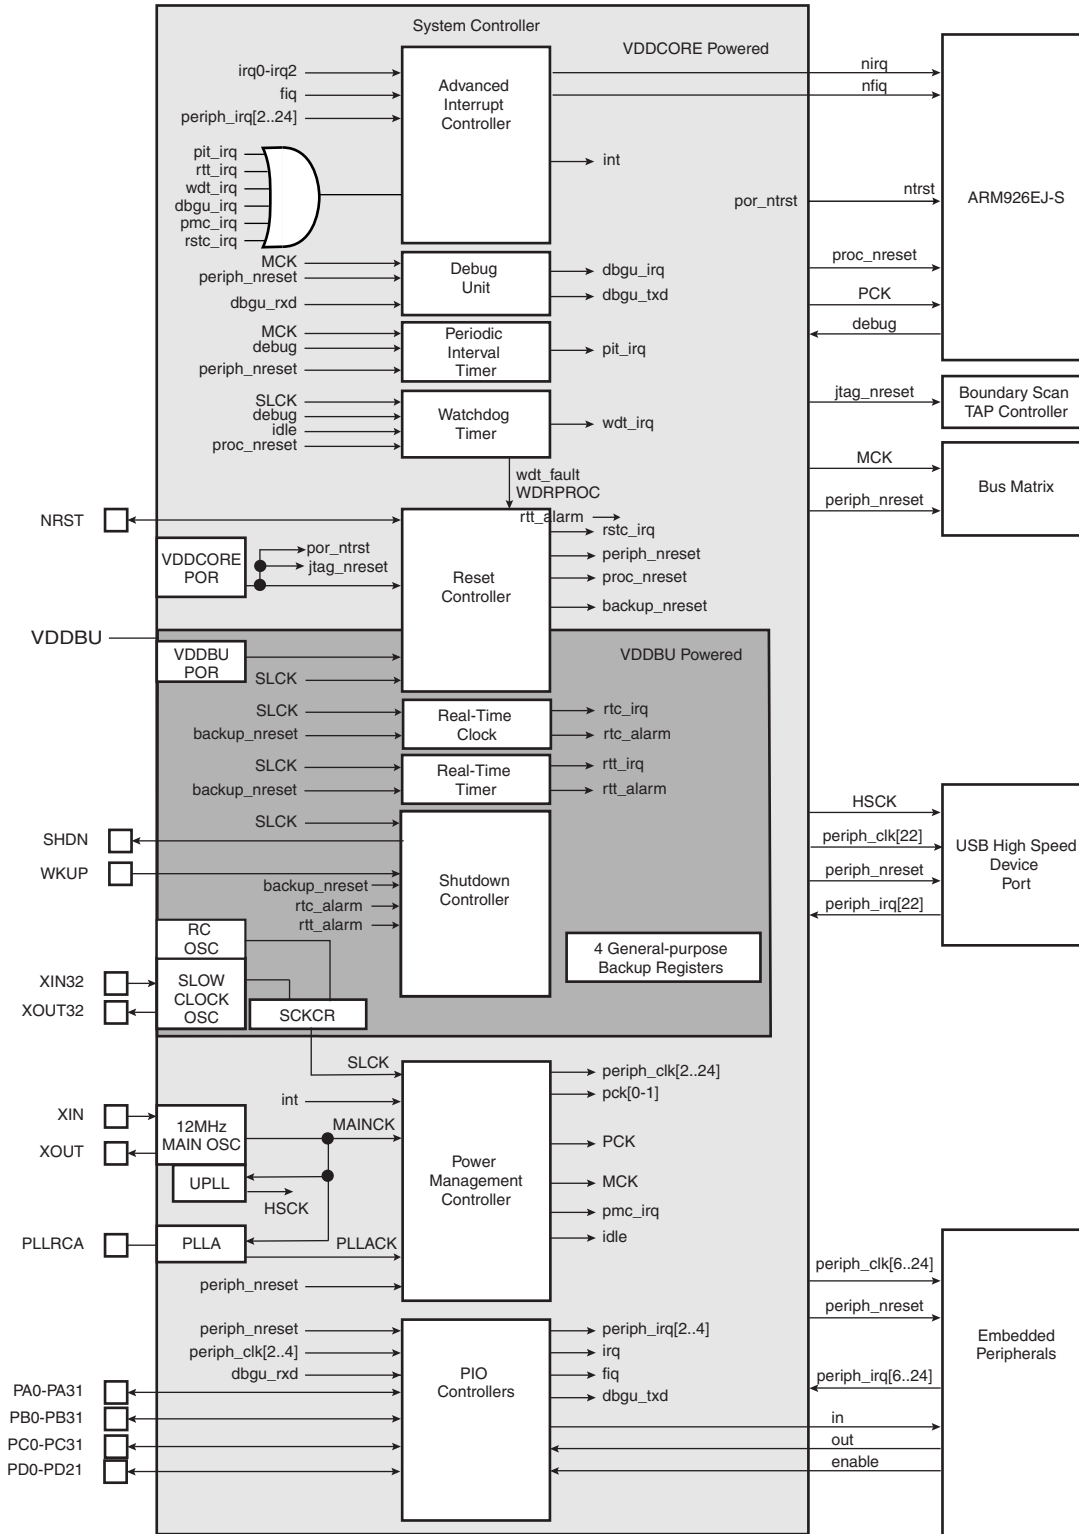 System Controller
VDDCORE Powered
irq0-irq2
fiq
periph_irq[2..24]
Advanced
Interrupt
Controller
nirq
nfiq
int
pit_irq
rtt_irq
wdt_irq
dbgu_irq
pmc_irq
rstc_irq
por_ntrst
ntrst
ARM926EJ-S
MCK
periph_nreset
dbgu_rxd
Debug
Unit
dbgu_irq
dbgu_txd
proc_nreset
PCK
debug
MCK
debug
periph_nreset
Periodic
Interval
Timer
pit_irq
SLCK
debug
idle
proc_nreset
Watchdog
Timer
wdt_irq
jtag_nreset
Boundary Scan
TAP Controller
MCK
periph_nreset
Bus Matrix
wdt_fault
WDRPROC
rtt_alarm
NRST
VDDCORE
POR
por_ntrst
jtag_nreset
Reset
Controller
rstc_irq
periph_nreset
proc_nreset
backup_nreset
VDDBU
VDDBU
POR
SLCK
VDDBU Powered
SLCK
backup_nreset
Real-Time
Clock
rtc_irq
rtc_alarm
SLCK
backup_nreset
Real-Time
Timer
rtt_irq
rtt_alarm
SLCK
SHDN
WKUP
backup_nreset
rtc_alarm
rtt_alarm
Shutdown
Controller
HSCK
periph_clk[22]
periph_nreset
periph_irq[22]
USB High Speed
Device
Port
RC
OSC
4 General-purpose
Backup Registers
XIN32
XOUT32
SLOW
CLOCK
OSC
SCKCR
SLCK
int
XIN
XOUT
12MHz
MAIN OSC
MAINCK
UPLL
HSCK
PLLRCA
PLLA
PLLACK
periph_nreset
Power
Management
Controller
periph_clk[2..24]
pck[0-1]
PCK
MCK
pmc_irq
idle
periph_clk[6..24]
periph_nreset
periph_irq[6..24]
in
out
enable
Embedded
Peripherals
periph_nreset
periph_clk[2..4]
dbgu_rxd
PIO
Controllers
periph_irq[2..4]
irq
fiq
dbgu_txd
PA0-PA31
PB0-PB31
PC0-PC31
PD0-PD21